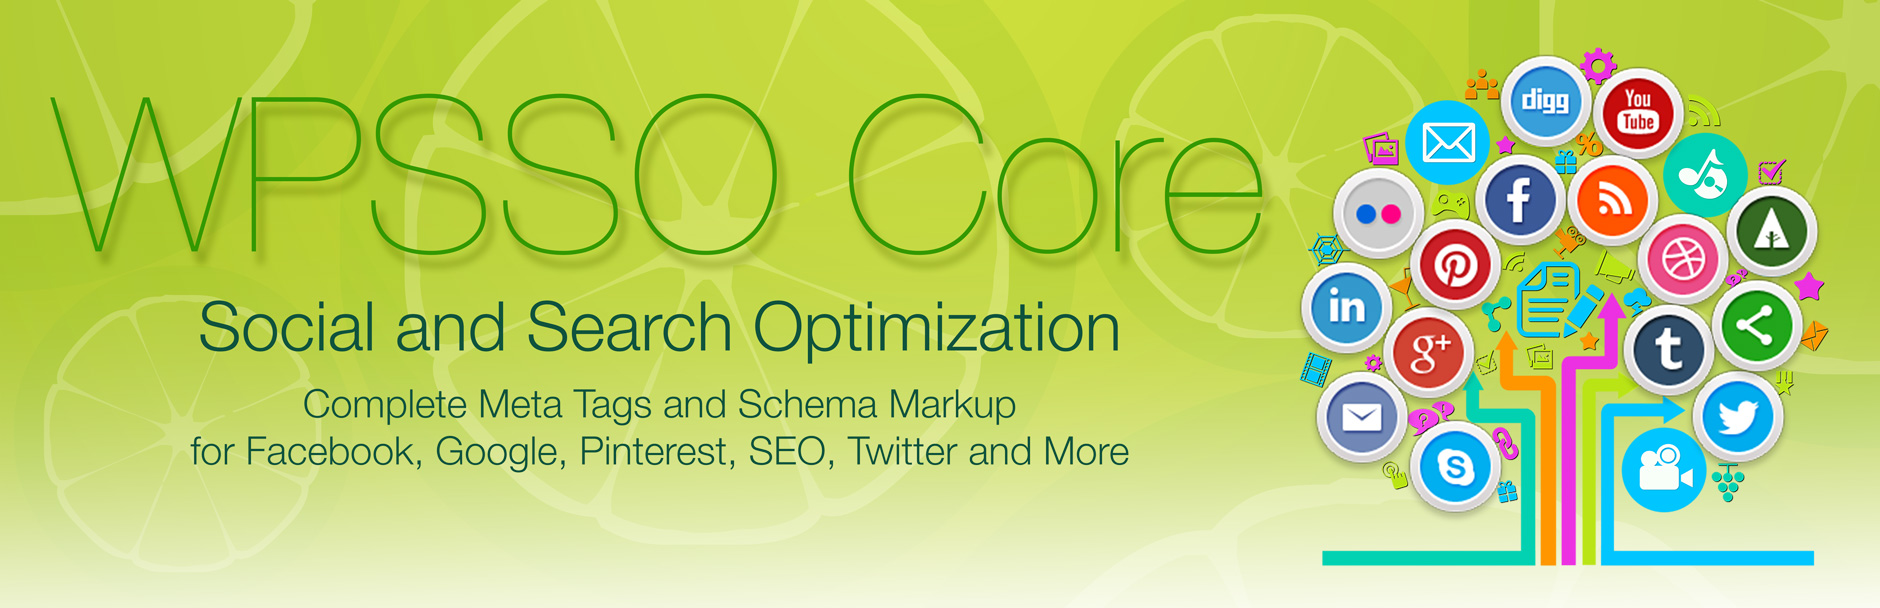 WPSSO Core
Social and Search Optimization
Complete Meta Tags and Schema Markup
for Facebook, Google, Pinterest, SEO, Twitter and More
digg
You
Tube
f
in
g+
t
S
%